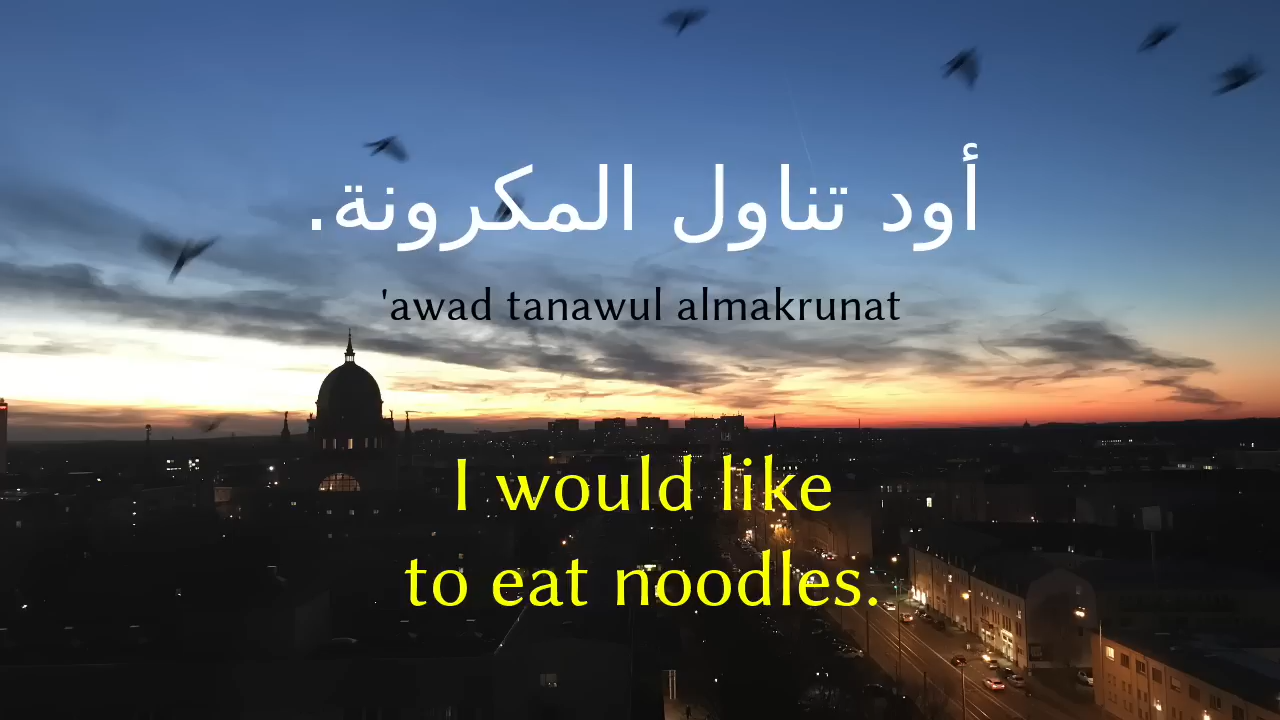 أود تناول المكرونة.
'awad tanawul almakrunat
I would like
to eat noodles.